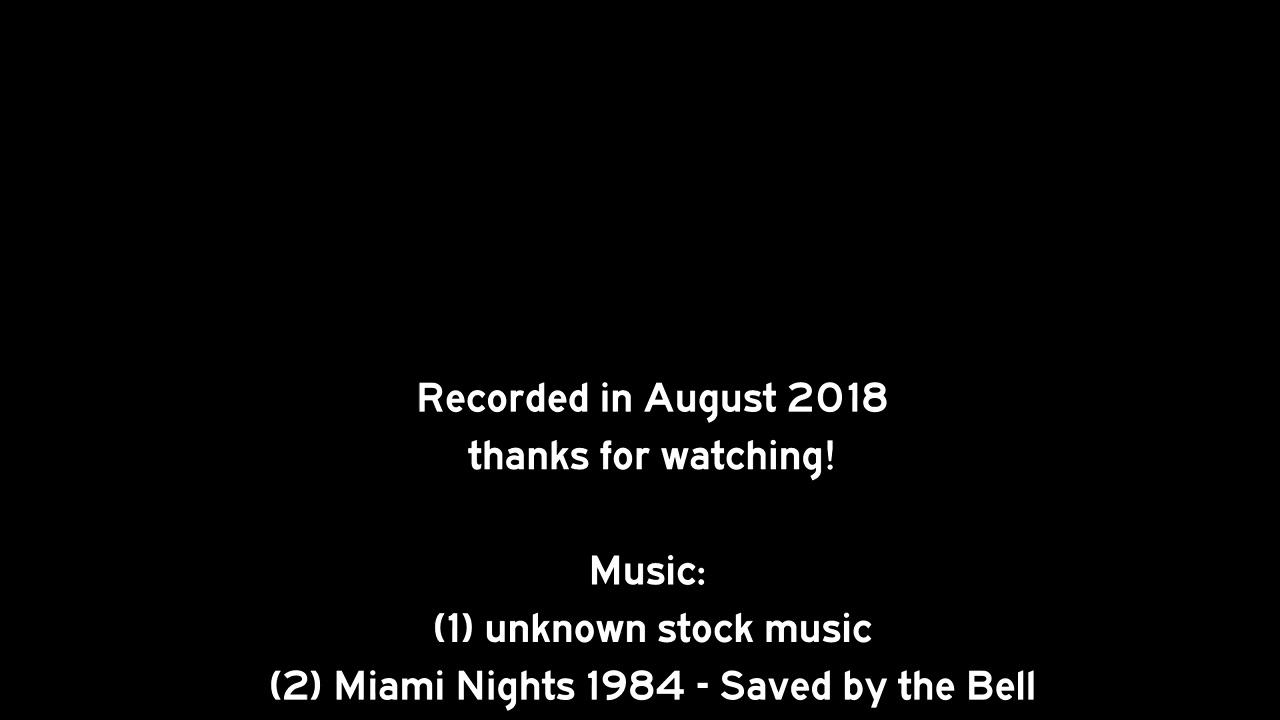 Recorded in August 2018
thanks for watching!
Music:
(1) unknown stock music
(2) Miami Nights 1984 - Saved by the Bell